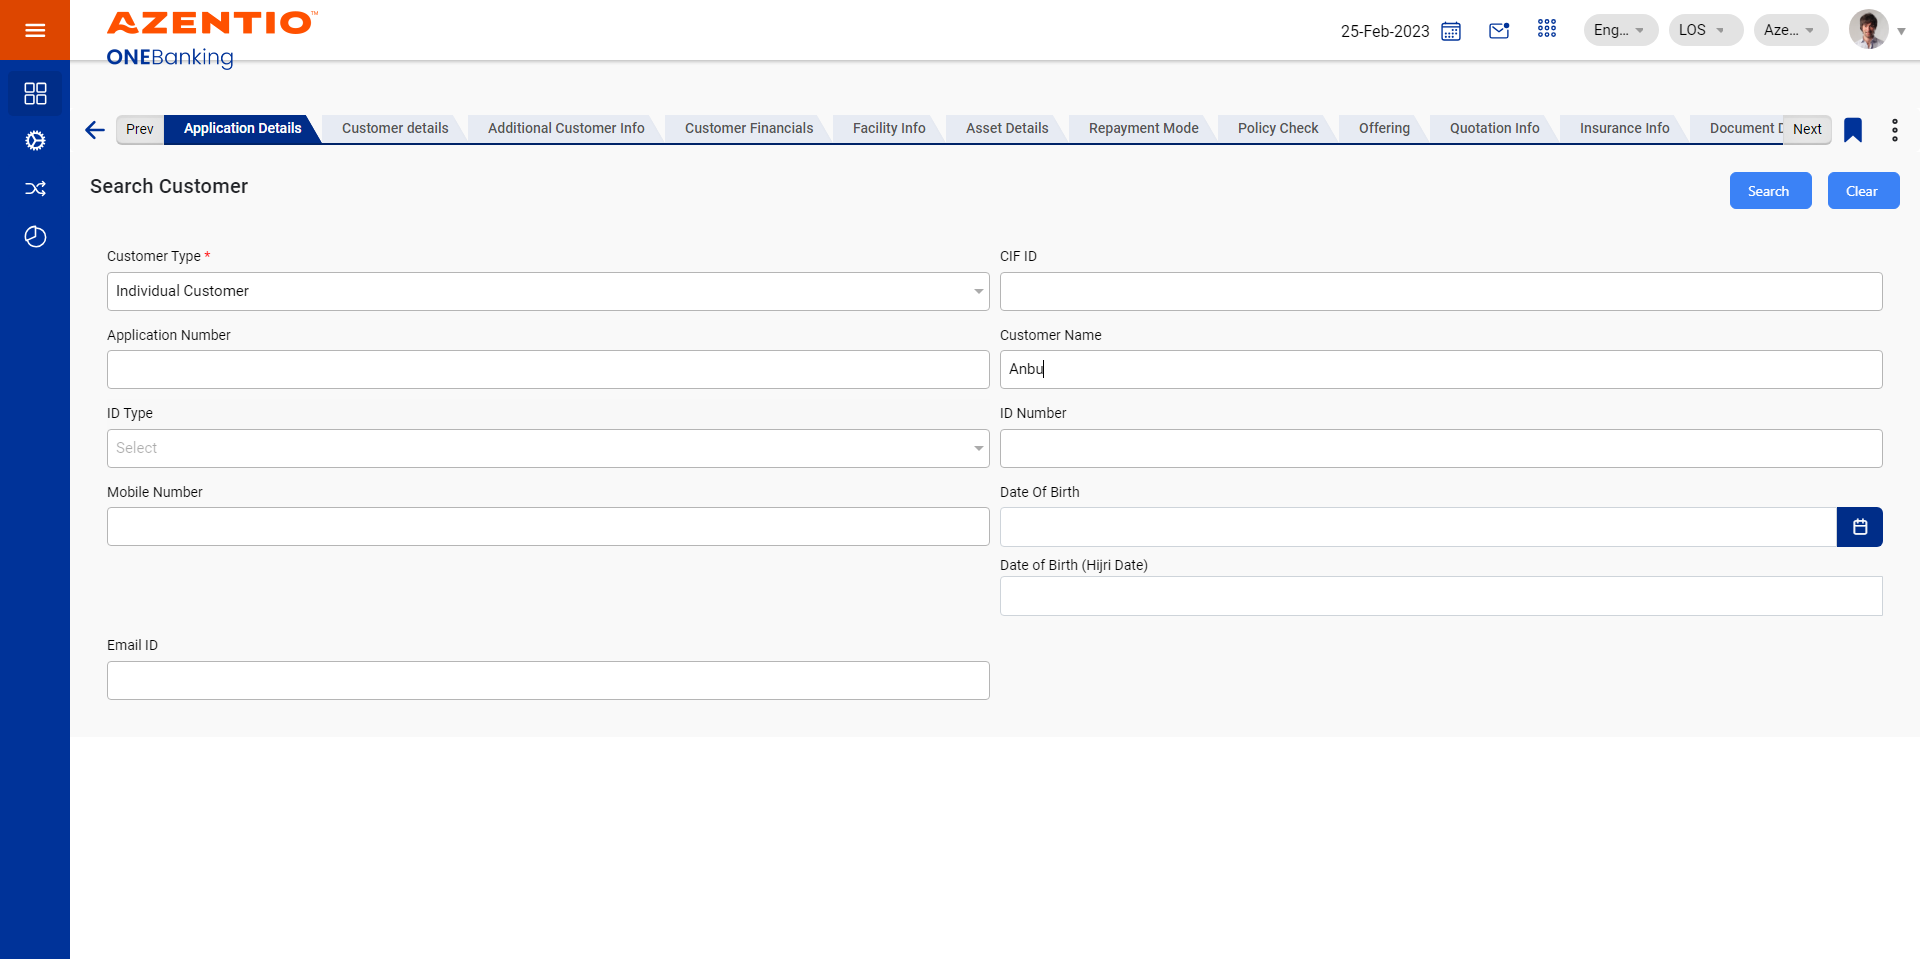 AZENTIO™
ONEBanking
25-Feb-2023
Eng...
LOS
Aze...
Prev
Application Details
Customer details
Additional Customer Info
Customer Financials
Facility Info
Asset Details
Repayment Mode
Policy Check
Offering
Quotation Info
Insurance Info
Document D
Next
Search Customer
Search
Clear
Customer Type *
CIF ID
Individual Customer
Application Number
Customer Name
Anbu
ID Type
ID Number
Select
Mobile Number
Date Of Birth
Date of Birth (Hijri Date)
Email ID